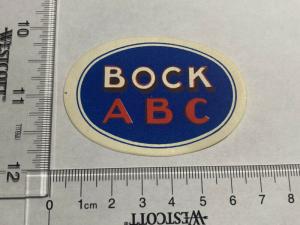 BOCK
ABC
10
11
12
WESTCOTT
0 1cm 2 3 4 5 6 7 8
WESTCOTT